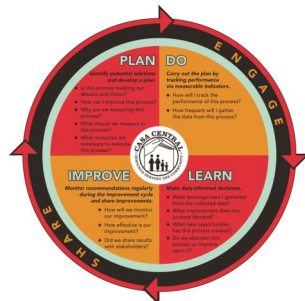 PLAN
Identify potential solutions
and develop a plan.
Is this process realizing our
Mission and Vision?
How can I improve this process?
Why are we measuring this
process?
What should we measure in
this process?
What resources are
necessary to execute
this process?
DO
Carry out the plan by
tracking performance
via measurable indicators.
How will I track the
performance of this process?
How frequent will I gather
the data from this process?
ENGAGE
CASA CENTRAL
IMPROVE
Monitor recommendations regularly
during the improvement cycle
and share improvements.
How will we monitor
our improvement?
How effective is our
improvement?
Did we share results
with stakeholders?
LEARN
Make data-informed decisions.
What learnings have I gathered
from the collected data?
What improvement does the
process demand?
What new opportunities
has this process created?
Do we abandon this
process or improve
upon it?
SHARE